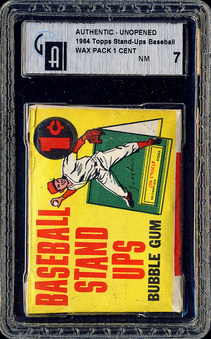 GAI
AUTHENTIC - UNOPENED
1964 Topps Stand-Ups Baseball
WAX PACK 1 CENT
NM
7
1¢
BASEBALL
STAND
UPS
BUBBLE GUM